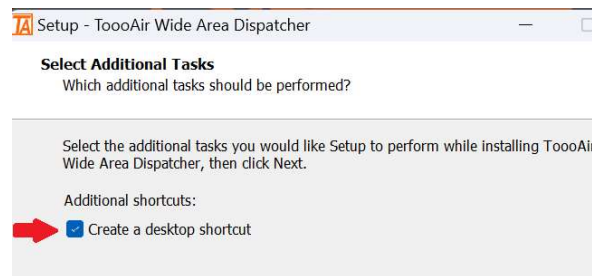 TA Setup - ToooAir Wide Area Dispatcher
Select Additional Tasks
Which additional tasks should be performed?
Select the additional tasks you would like Setup to perform while installing ToooAir
Wide Area Dispatcher, then click Next.
Additional shortcuts:
Create a desktop shortcut